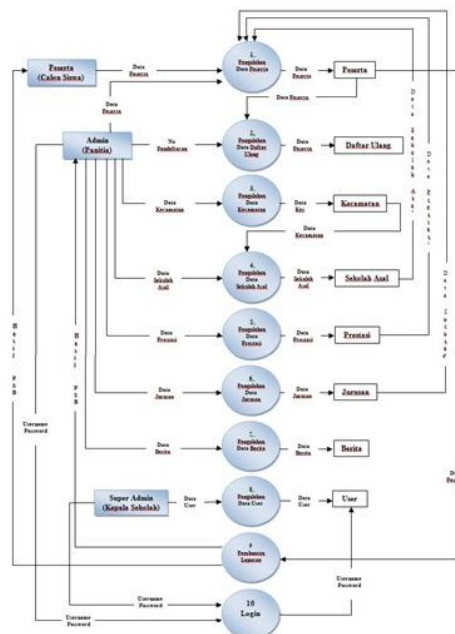 Peserta
(Calon Siswa)
Data
Peserta
1.
Pengolahan
Data Peserta
Data
Peserta
Peserta
Data
Peserta
Data Peserta
Admin
(Panitia)
No
Pendaftaran
2.
Pengolahan
Data Daftar
Ulang
Data
Peserta
Daftar Ulang
Data
Kecamatan
3.
Pengolahan
Data
Kecamatan
Data
Kec
Kecamatan
Data
Kecamatan
Data
Sekolah
Asal
4.
Pengolahan
Data
Sekolah Asal
Data
Sekolah
Asal
Sekolah Asal
Data
Prestasi
5.
Pengolahan
Data
Prestasi
Data
Prestasi
Prestasi
Data
Jurusan
6.
Pengolahan
Data
Jurusan
Data
Jurusan
Jurusan
Data
Berita
7.
Pengolahan
Data Berita
Data
Berita
Berita
Super Admin
(Kepala Sekolah)
Data
User
8.
Pengolahan
Data User
Data
User
User
9
Pembuatan
Laporan
10
Login
Username
Password
Username
Password
Username
Password
Username
Password
Hasil PSB
Hasil PSB
Data Sekolah Asal
Data Prestasi
Data Jurusan